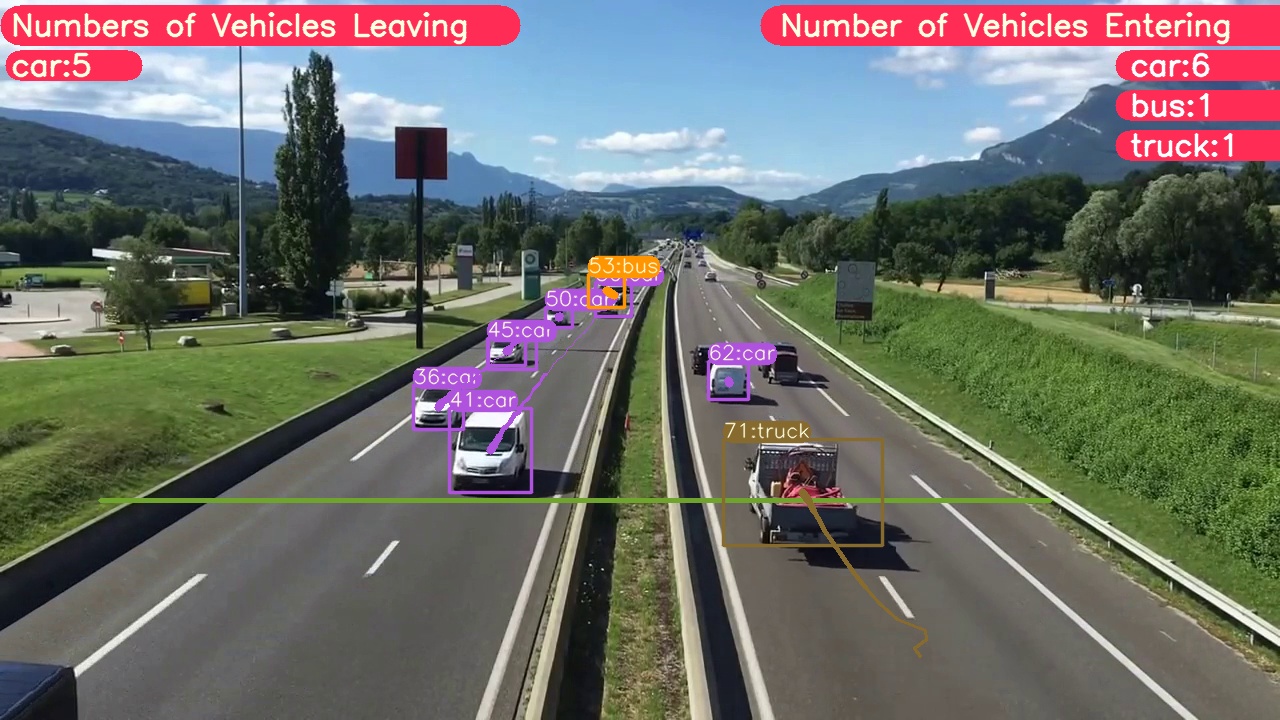 Numbers of Vehicles Leaving
Number of Vehicles Entering
car:5
car:6
bus:1
truck:1
53:bus
50:car
45:car
36:car
41:car
62:car
71:truck